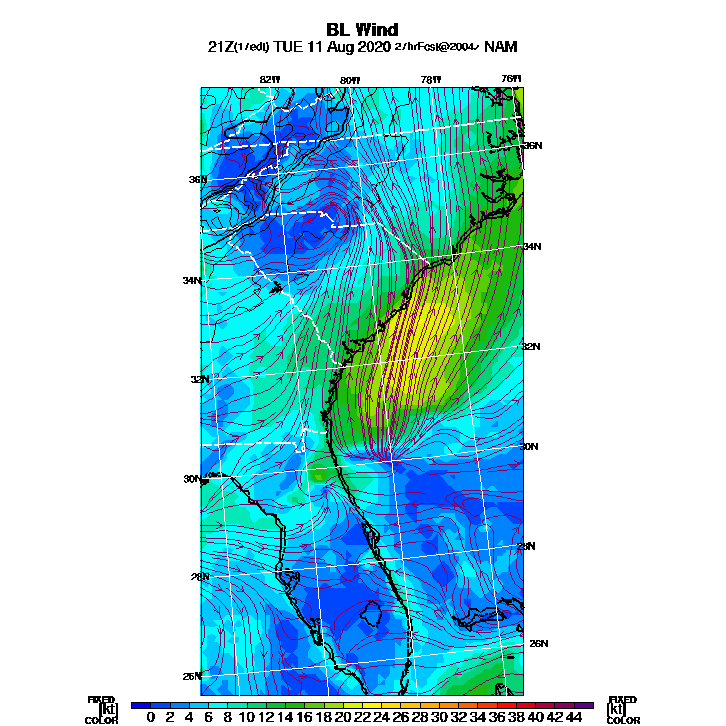 BL Wind
21Z(17edt) TUE 11 Aug 2020 27hrFcst@2004z NAM
82W 80W 78W 76W
36N 36N
34N 34N
32N 32N
30N 30N
28N 28N
26N 26N
FIXED FIXED
[kt] 0 2 4 6 8 10 12 14 16 18 20 22 24 26 28 30 32 34 36 38 40 42 44 [kt]
COLOR COLOR